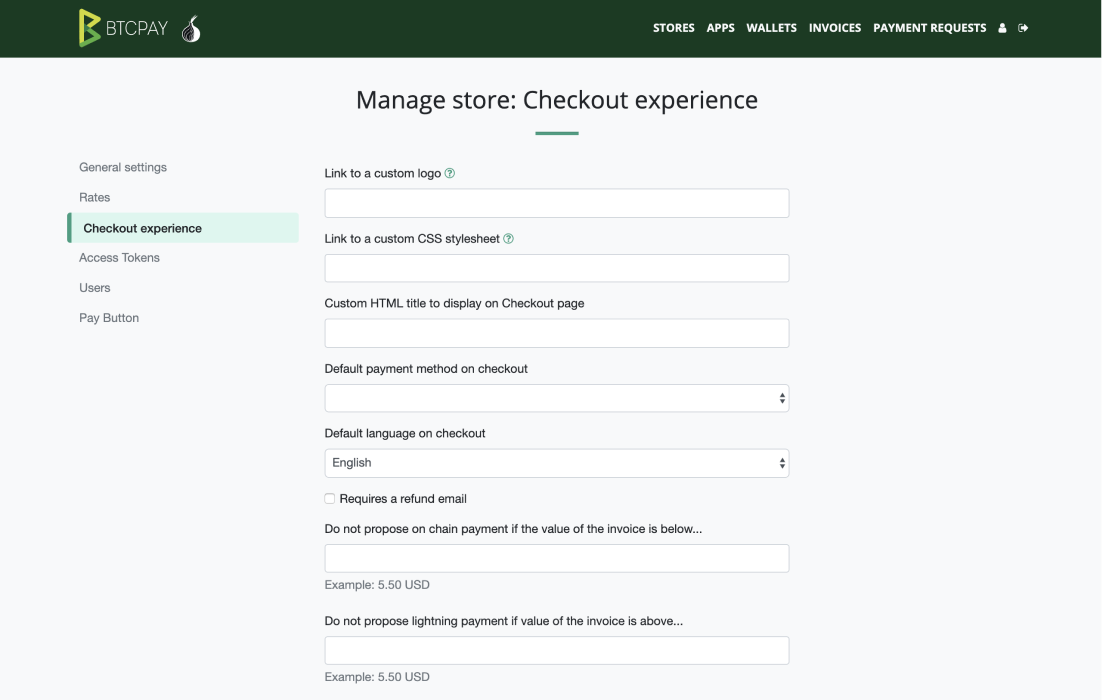 BTCPAY
STORES APPS WALLETS INVOICES PAYMENT REQUESTS
Manage store: Checkout experience
General settings
Rates
Checkout experience
Access Tokens
Users
Pay Button
Link to a custom logo ?
Link to a custom CSS stylesheet ?
Custom HTML title to display on Checkout page
Default payment method on checkout
Default language on checkout
English
Requires a refund email
Do not propose on chain payment if the value of the invoice is below...
Example: 5.50 USD
Do not propose lightning payment if value of the invoice is above...
Example: 5.50 USD